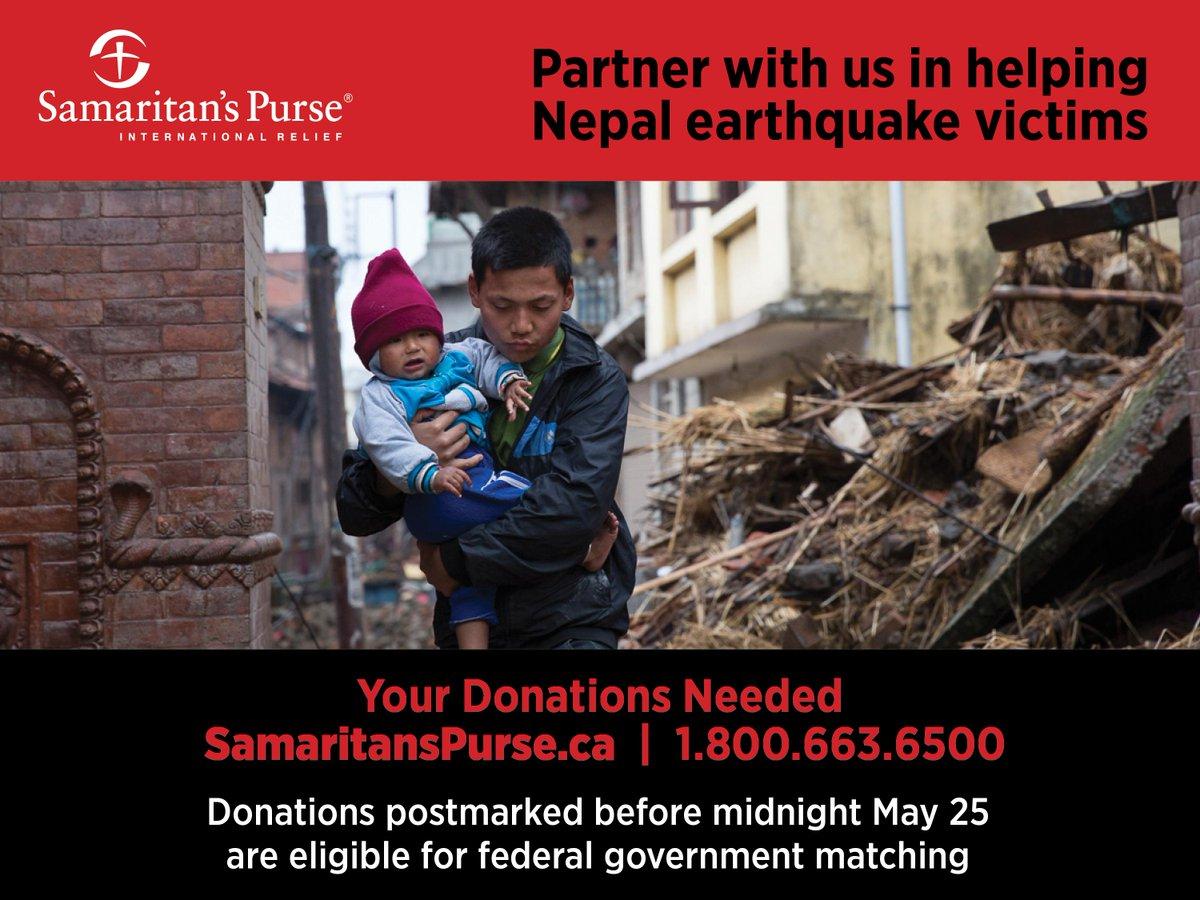 Samaritan's Purse®
INTERNATIONAL RELIEF
Partner with us in helping
Nepal earthquake victims
Your Donations Needed
SamaritansPurse.ca | 1.800.663.6500
Donations postmarked before midnight May 25
are eligible for federal government matching